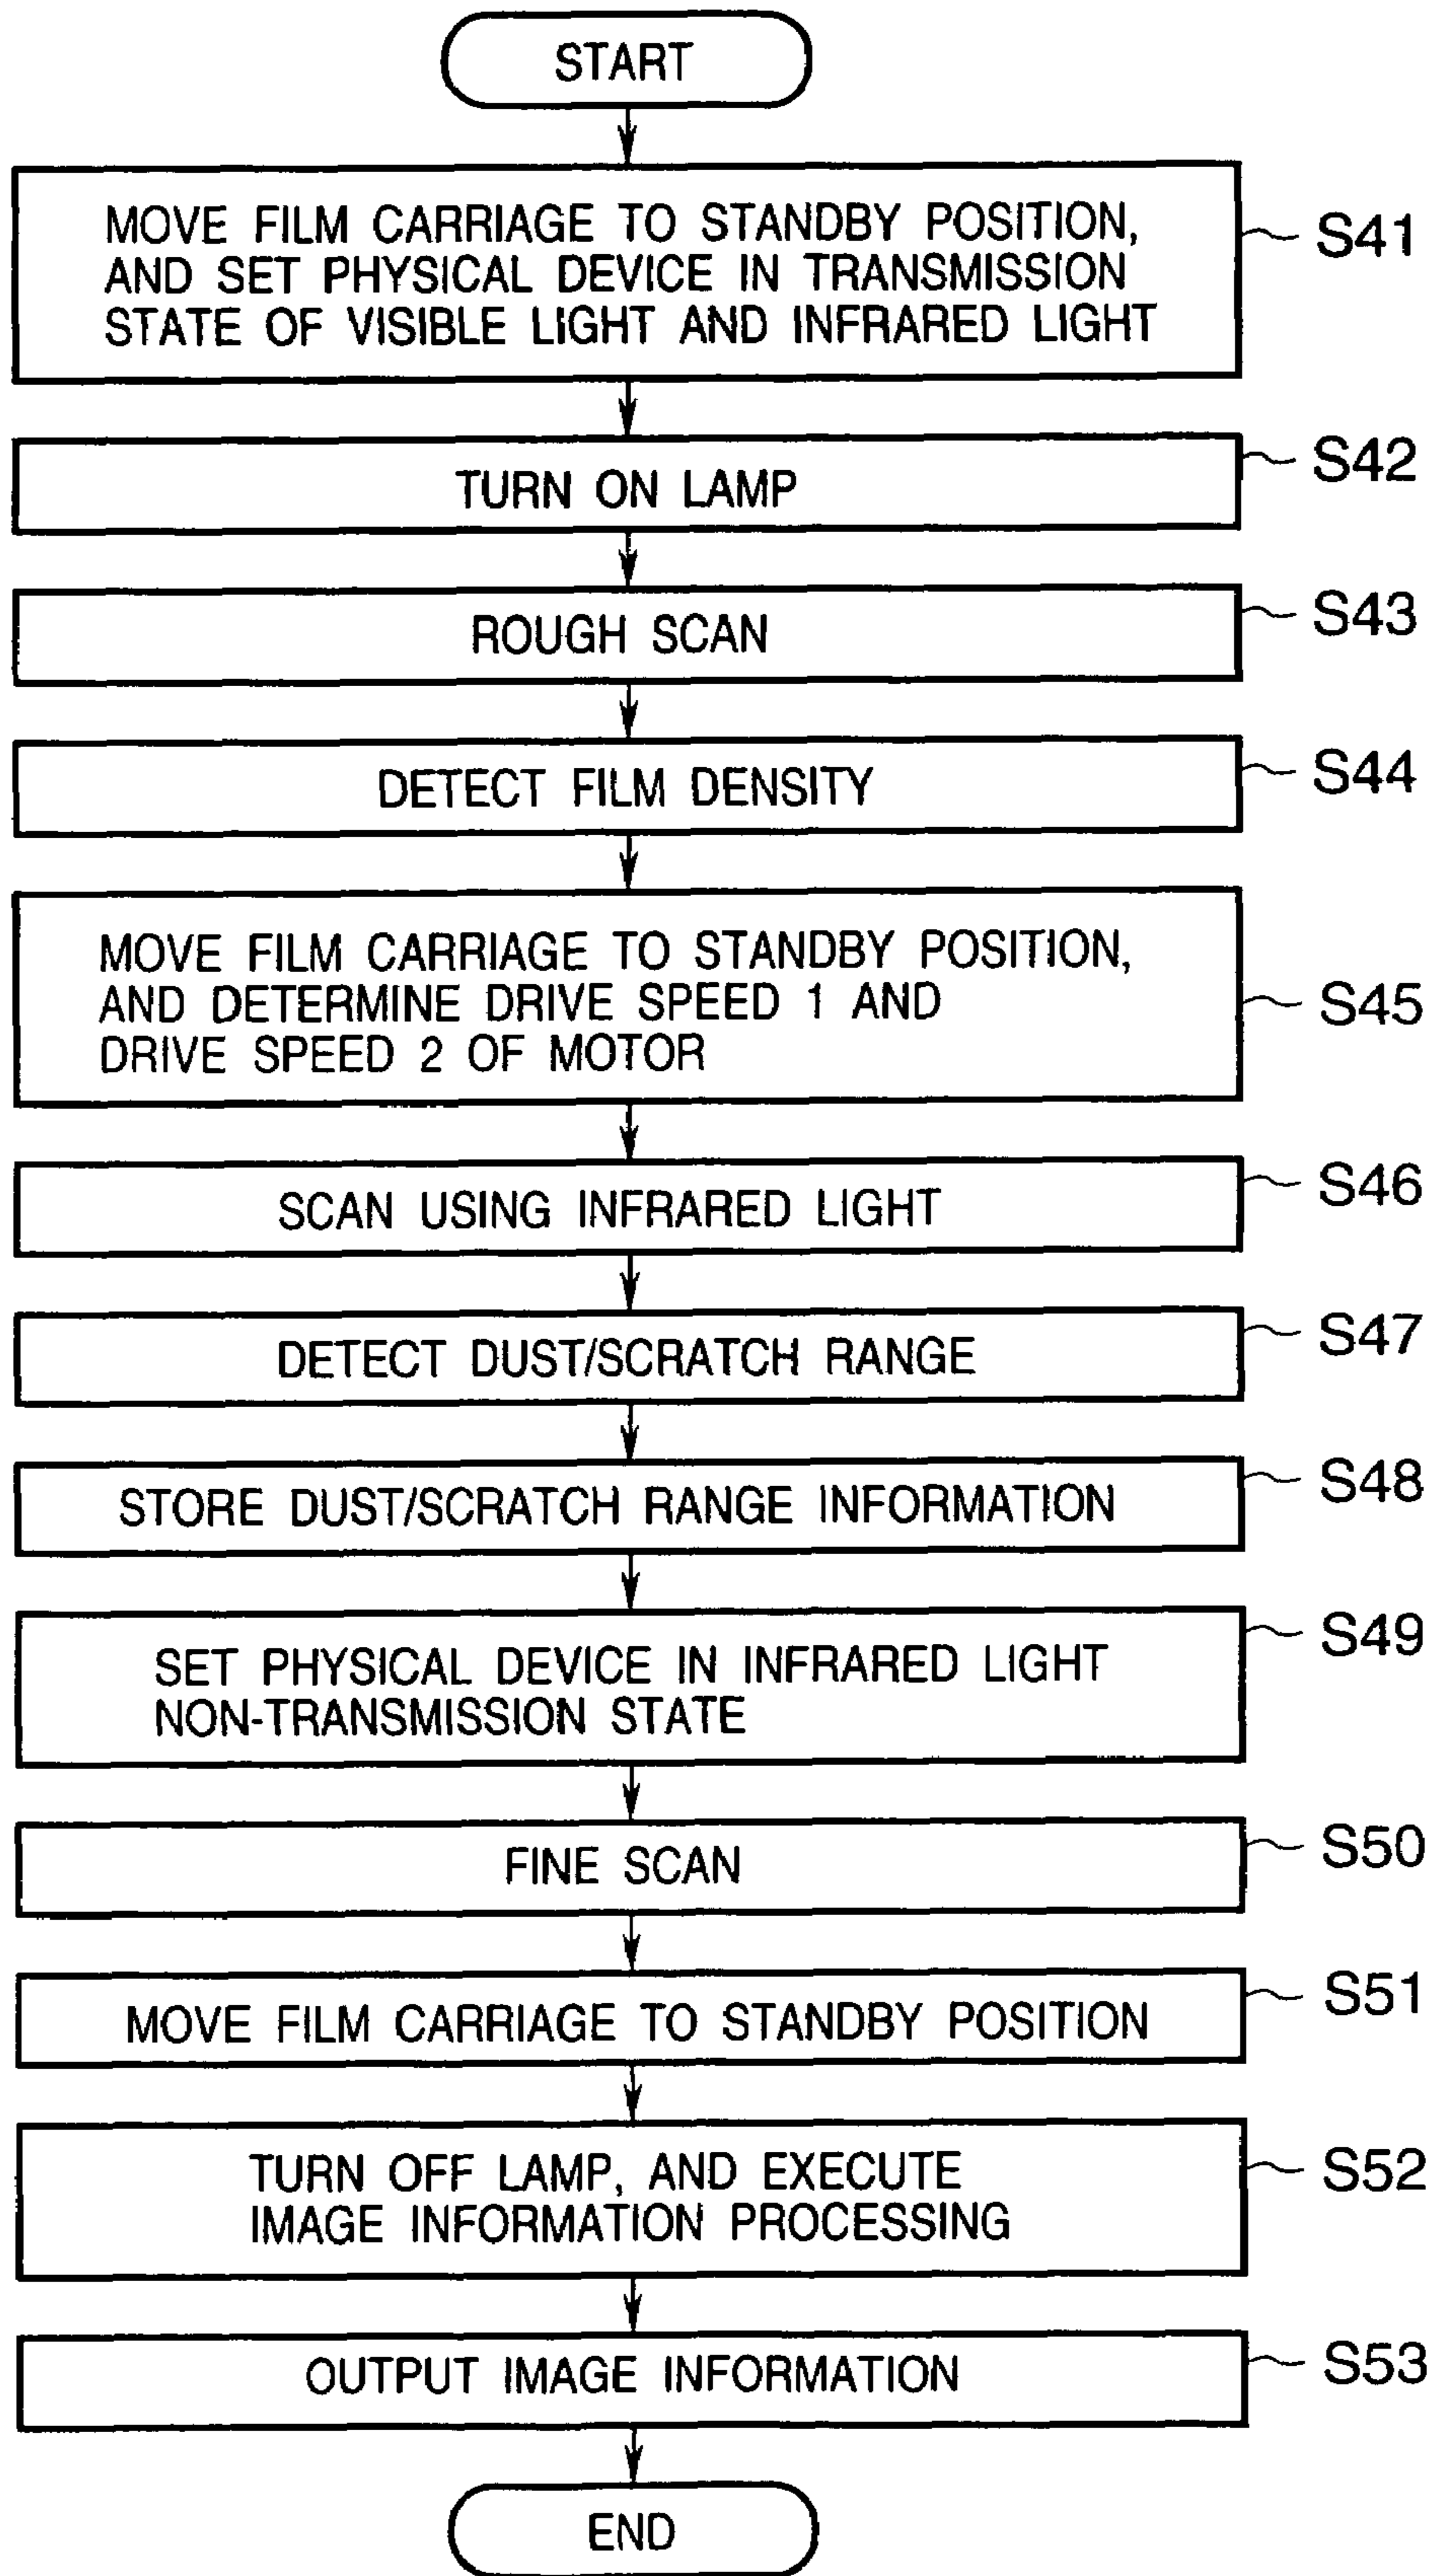 START
MOVE FILM CARRIAGE TO STANDBY POSITION,
AND SET PHYSICAL DEVICE IN TRANSMISSION
STATE OF VISIBLE LIGHT AND INFRARED LIGHT
S41
TURN ON LAMP
S42
ROUGH SCAN
S43
DETECT FILM DENSITY
S44
MOVE FILM CARRIAGE TO STANDBY POSITION,
AND DETERMINE DRIVE SPEED 1 AND
DRIVE SPEED 2 OF MOTOR
S45
SCAN USING INFRARED LIGHT
S46
DETECT DUST/SCRATCH RANGE
S47
STORE DUST/SCRATCH RANGE INFORMATION
S48
SET PHYSICAL DEVICE IN INFRARED LIGHT
NON-TRANSMISSION STATE
S49
FINE SCAN
S50
MOVE FILM CARRIAGE TO STANDBY POSITION
S51
TURN OFF LAMP, AND EXECUTE
IMAGE INFORMATION PROCESSING
S52
OUTPUT IMAGE INFORMATION
S53
END